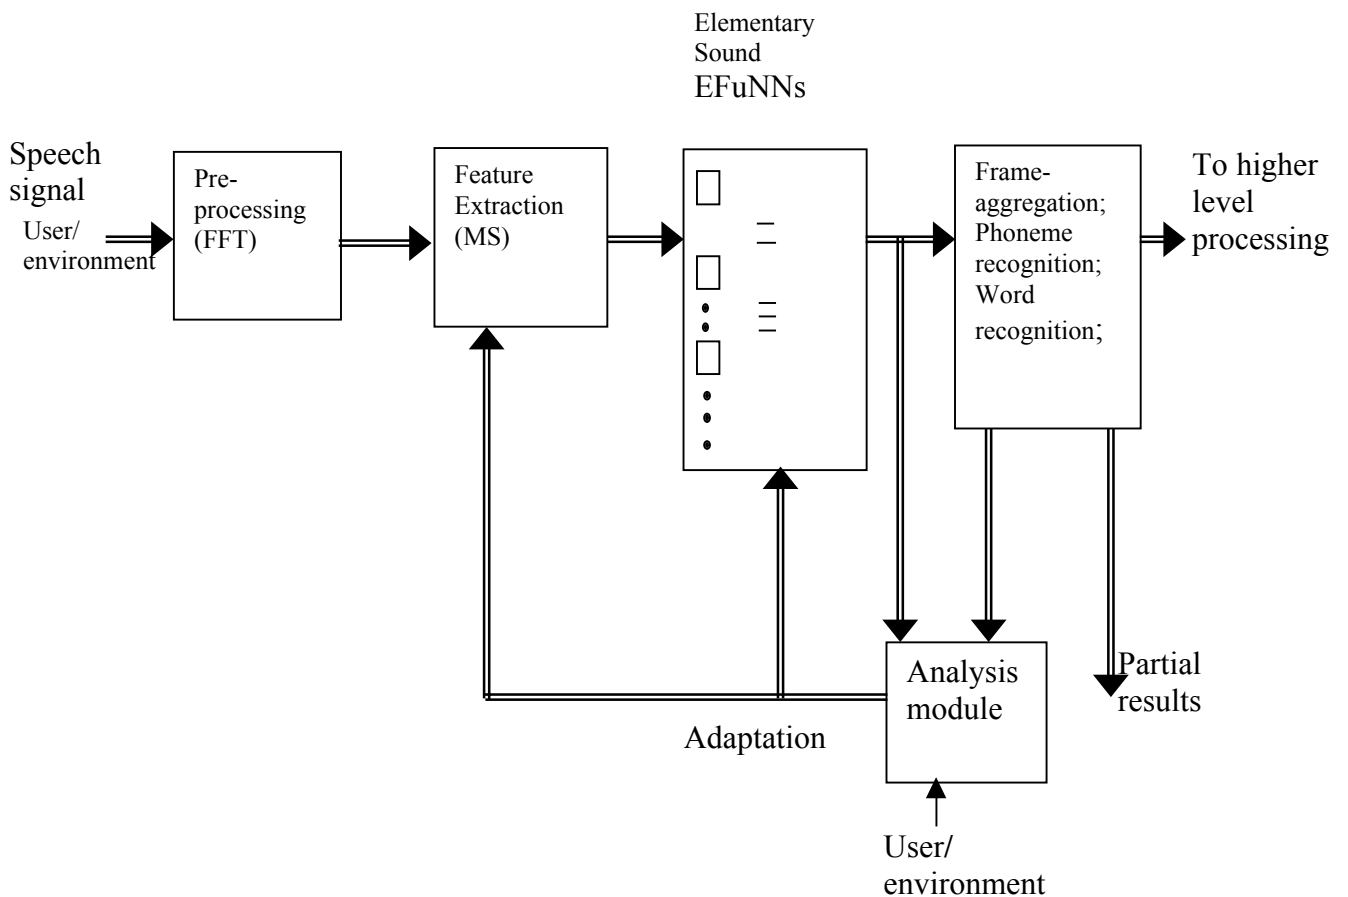 Elementary
Sound
EFuNNs
Speech
signal
User/
environment
Pre-
processing
(FFT)
Feature
Extraction
(MS)
Frame-
aggregation;
Phoneme
recognition;
Word
recognition;
To higher
level
processing
Analysis
module
Partial
results
Adaptation
User/
environment